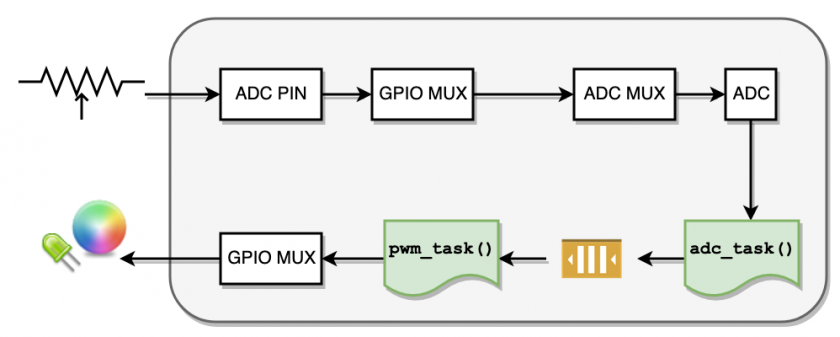 ADC PIN
GPIO MUX
ADC MUX
ADC
GPIO MUX
pwm_task()
adc_task()